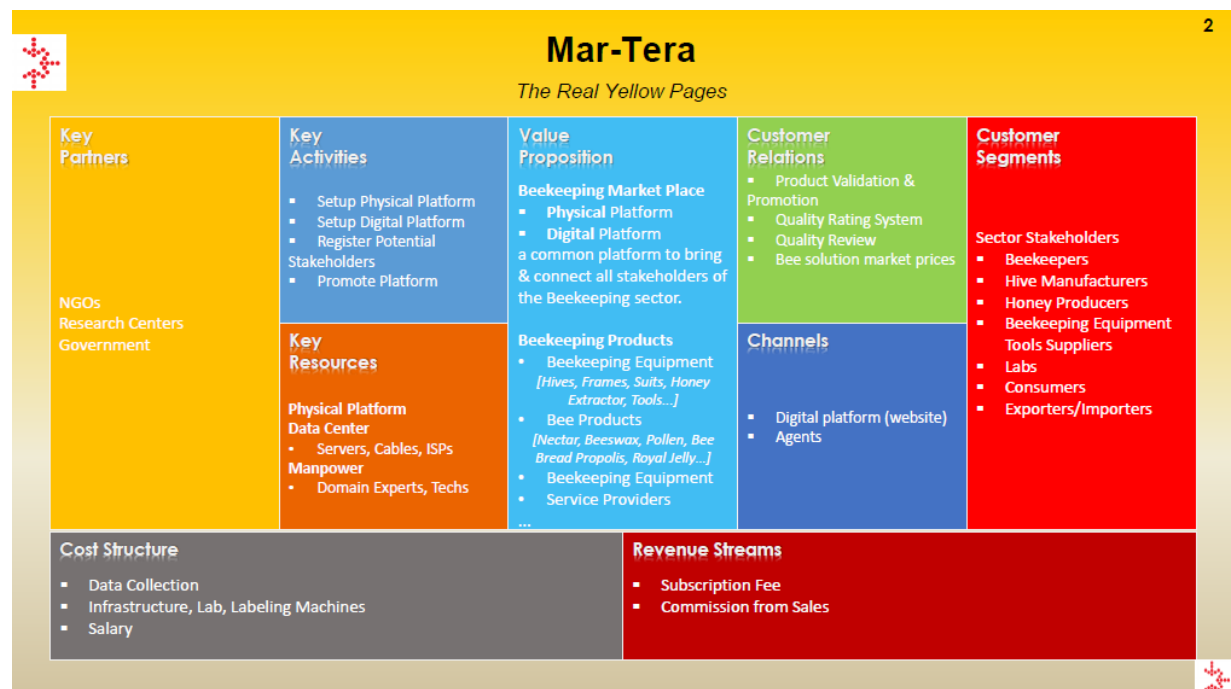 2
Mar-Tera
The Real Yellow Pages
Key
Partners
NGOs
Research Centers
Government
Key
Activities
▪ Setup Physical Platform
▪ Setup Digital Platform
▪ Register Potential
Stakeholders
▪ Promote Platform
Key
Resources
Physical Platform
Data Center
• Servers, Cables, ISPs
Manpower
• Domain Experts, Techs
Value
Proposition
Beekeeping Market Place
▪ Physical Platform
▪ Digital Platform
a common platform to bring
& connect all stakeholders of
the Beekeeping sector.
Beekeeping Products
• Beekeeping Equipment
[Hives, Frames, Suits, Honey
Extractor, Tools...]
• Bee Products
[Nectar, Beeswax, Pollen, Bee
Bread Propolis, Royal Jelly...]
• Beekeeping Equipment
• Service Providers
...
Customer
Relations
▪ Product Validation &
Promotion
▪ Quality Rating System
▪ Quality Review
▪ Bee solution market prices
Channels
▪ Digital platform (website)
▪ Agents
Customer
Segments
Sector Stakeholders
▪ Beekeepers
▪ Hive Manufacturers
▪ Honey Producers
▪ Beekeeping Equipment
Tools Suppliers
▪ Labs
▪ Consumers
▪ Exporters/Importers
Cost Structure
▪ Data Collection
▪ Infrastructure, Lab, Labeling Machines
▪ Salary
Revenue Streams
▪ Subscription Fee
▪ Commission from Sales